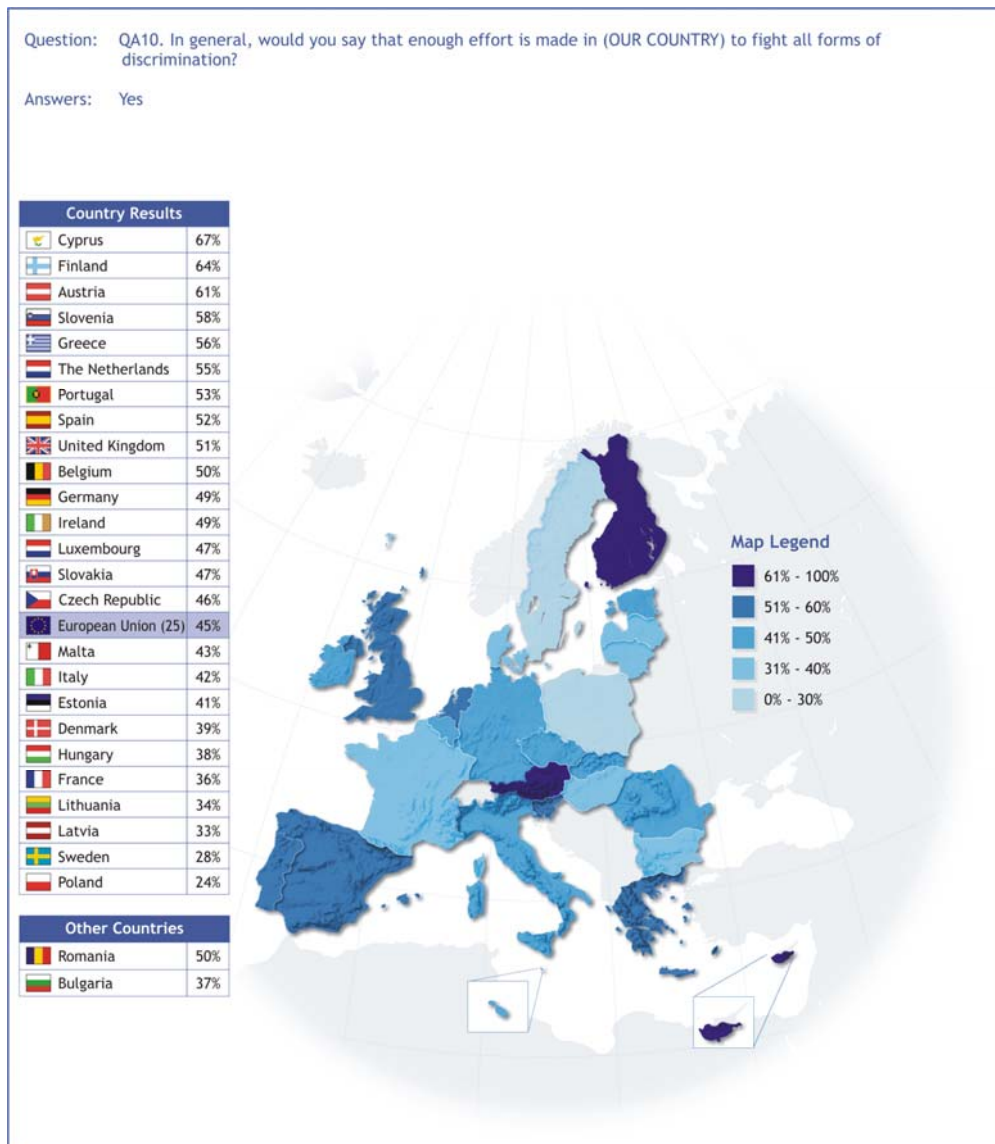 Question: QA10. In general, would you say that enough effort is made in (OUR COUNTRY) to fight all forms of
discrimination?
Answers: Yes
Country Results
Cyprus 67%
Finland 64%
Austria 61%
Slovenia 58%
Greece 56%
The Netherlands 55%
Portugal 53%
Spain 52%
United Kingdom 51%
Belgium 50%
Germany 49%
Ireland 49%
Luxembourg 47%
Slovakia 47%
Czech Republic 46%
European Union (25) 45%
Malta 43%
Italy 42%
Estonia 41%
Denmark 39%
Hungary 38%
France 36%
Lithuania 34%
Latvia 33%
Sweden 28%
Poland 24%
Other Countries
Romania 50%
Bulgaria 37%
Map Legend
61% - 100%
51% - 60%
41% - 50%
31% - 40%
0% - 30%